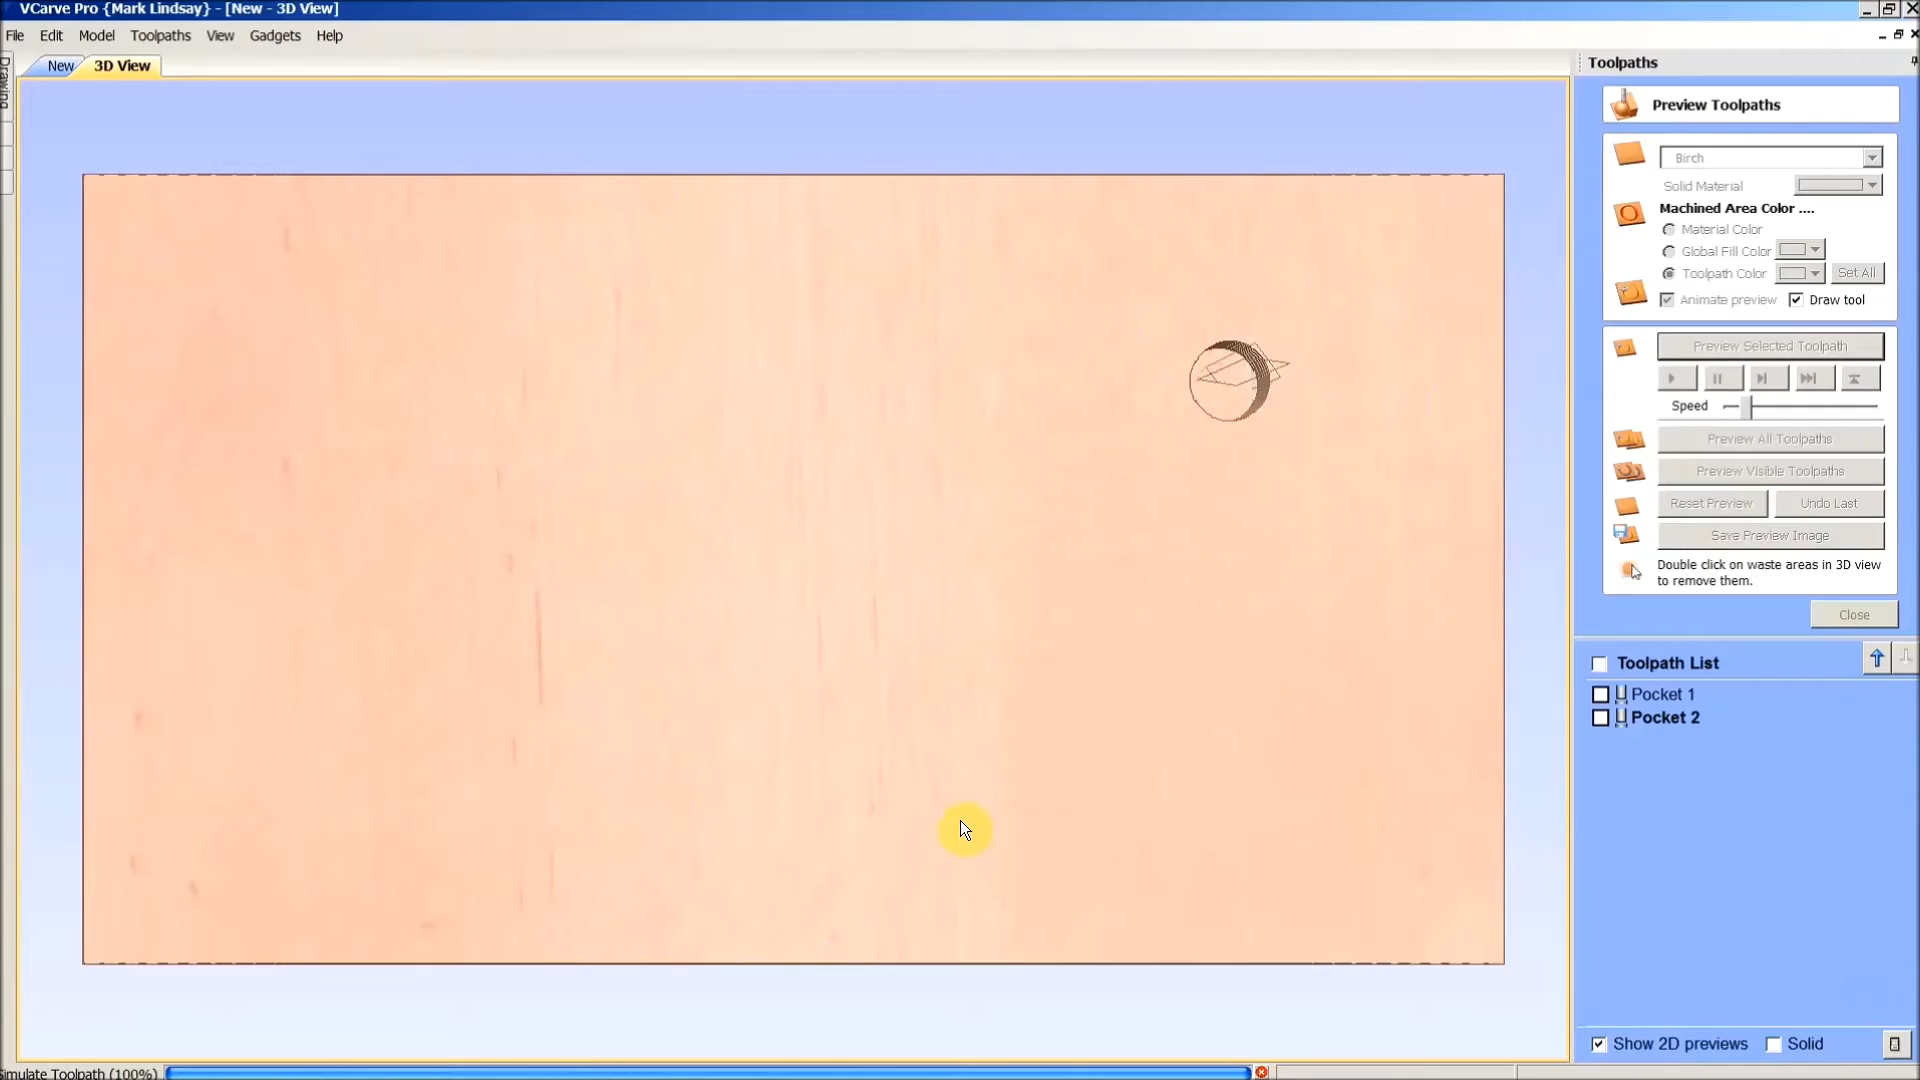 VCarve Pro {Mark Lindsay} - [New - 3D View]
File Edit Model Toolpaths View Gadgets Help
Drawing
New 3D View
Toolpaths
Preview Toolpaths
Birch
Solid Material
Machined Area Color ....
Material Color
Global Fill Color
Toolpath Color Set All
Animate preview Draw tool
Preview Selected Toolpath
Speed
Preview All Toolpaths
Preview Visible Toolpaths
Reset Preview Undo Last
Save Preview Image
Double click on waste areas in 3D view
to remove them.
Close
Toolpath List
Pocket 1
Pocket 2
Show 2D previews Solid
Simulate Toolpath (100%)